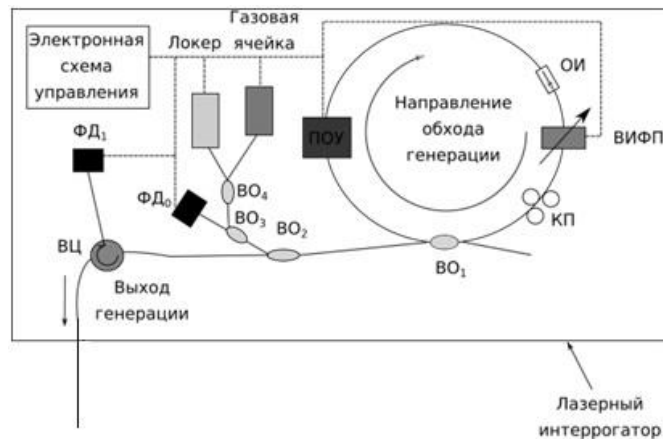 Электронная
схема
управления
Локер
Газовая
ячейка
ОИ
Направление
обхода
генерации
ПОУ
ВИФП
ФД₁
ФД₀
ВО₄
ВО₃
ВО₂
КП
ВЦ
ВО₁
Выход
генерации
Лазерный
интеррогатор